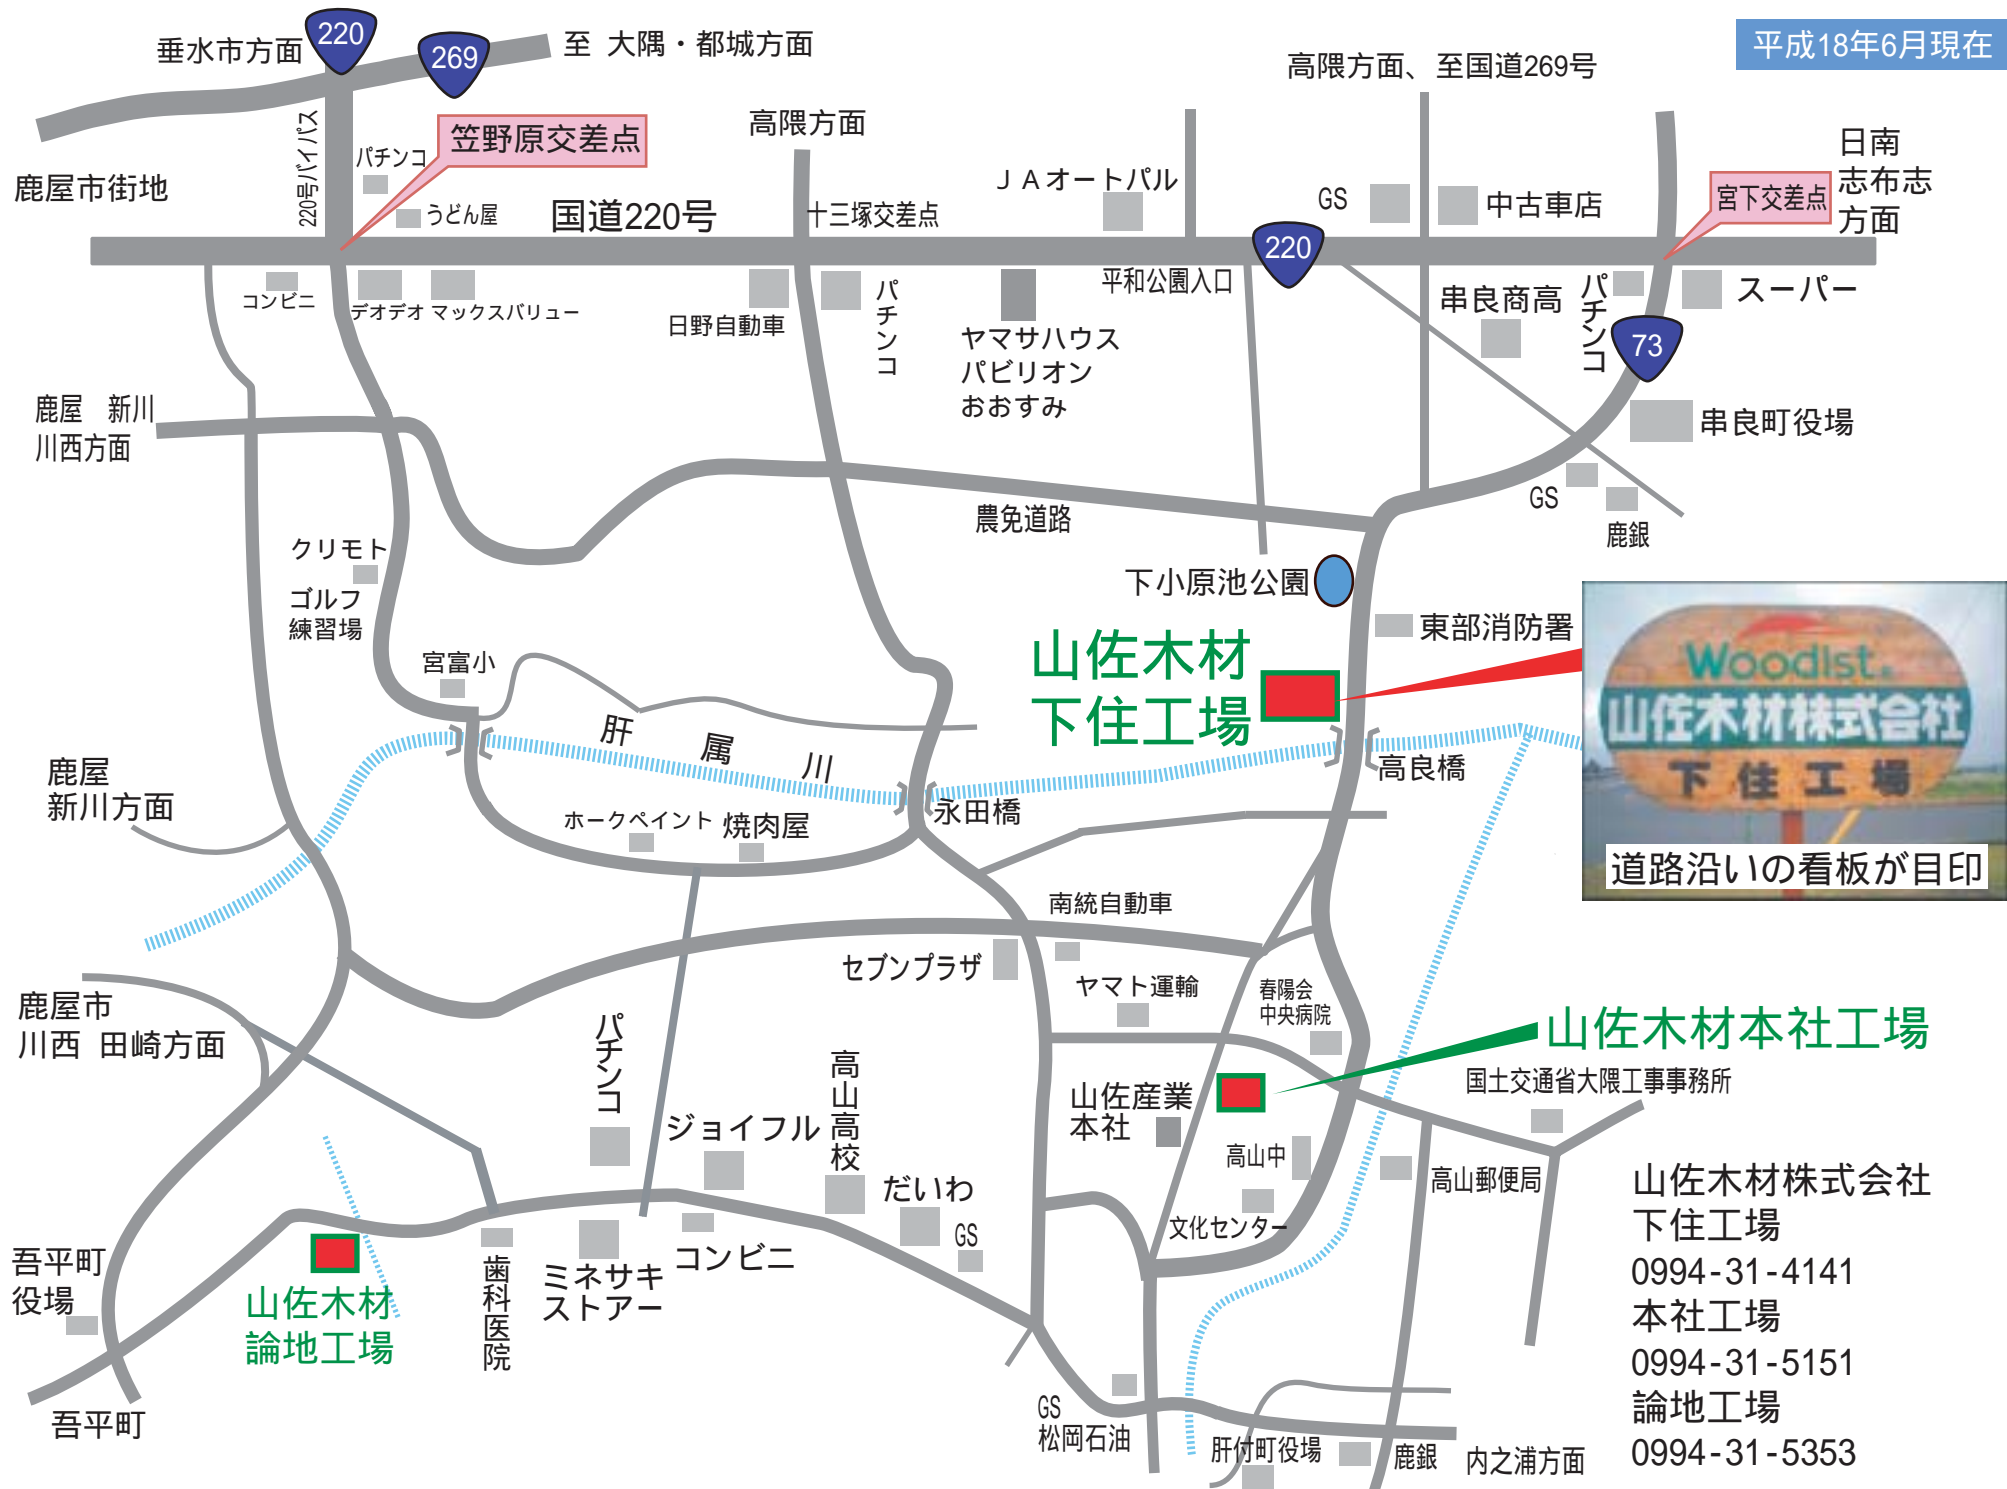 平成18年6月現在
垂水市方面
220
269
至 大隅・都城方面
高隈方面、至国道269号
鹿屋市街地
220号バイパス
パチンコ
笠野原交差点
うどん屋
国道220号
高隈方面
十三塚交差点
ＪＡオートパル
GS
中古車店
宮下交差点
日南
志布志
方面
コンビニ
デオデオ
マックスバリュー
日野自動車
パチンコ
ヤマサハウス
パビリオン
おおすみ
平和公園入口
220
串良商高
パチンコ
スーパー
73
串良町役場
GS
鹿銀
鹿屋 新川
川西方面
農免道路
クリモト
ゴルフ
練習場
宮富小
下小原池公園
東部消防署
山佐木材
下住工場
Woodist
山佐木材株式会社
下住工場
道路沿いの看板が目印
肝属川
高良橋
永田橋
鹿屋
新川方面
ホークペイント
焼肉屋
南統自動車
セブンプラザ
ヤマト運輸
春陽会
中央病院
鹿屋市
川西 田崎方面
パチンコ
ジョイフル
高山高校
だいわ
GS
山佐産業
本社
山佐木材本社工場
国土交通省大隈工事事務所
高山中
高山郵便局
文化センター
吾平町
役場
山佐木材
論地工場
歯科医院
ミネサキ
ストアー
コンビニ
吾平町
GS
松岡石油
肝付町役場
鹿銀
内之浦方面
山佐木材株式会社
下住工場
0994-31-4141
本社工場
0994-31-5151
論地工場
0994-31-5353